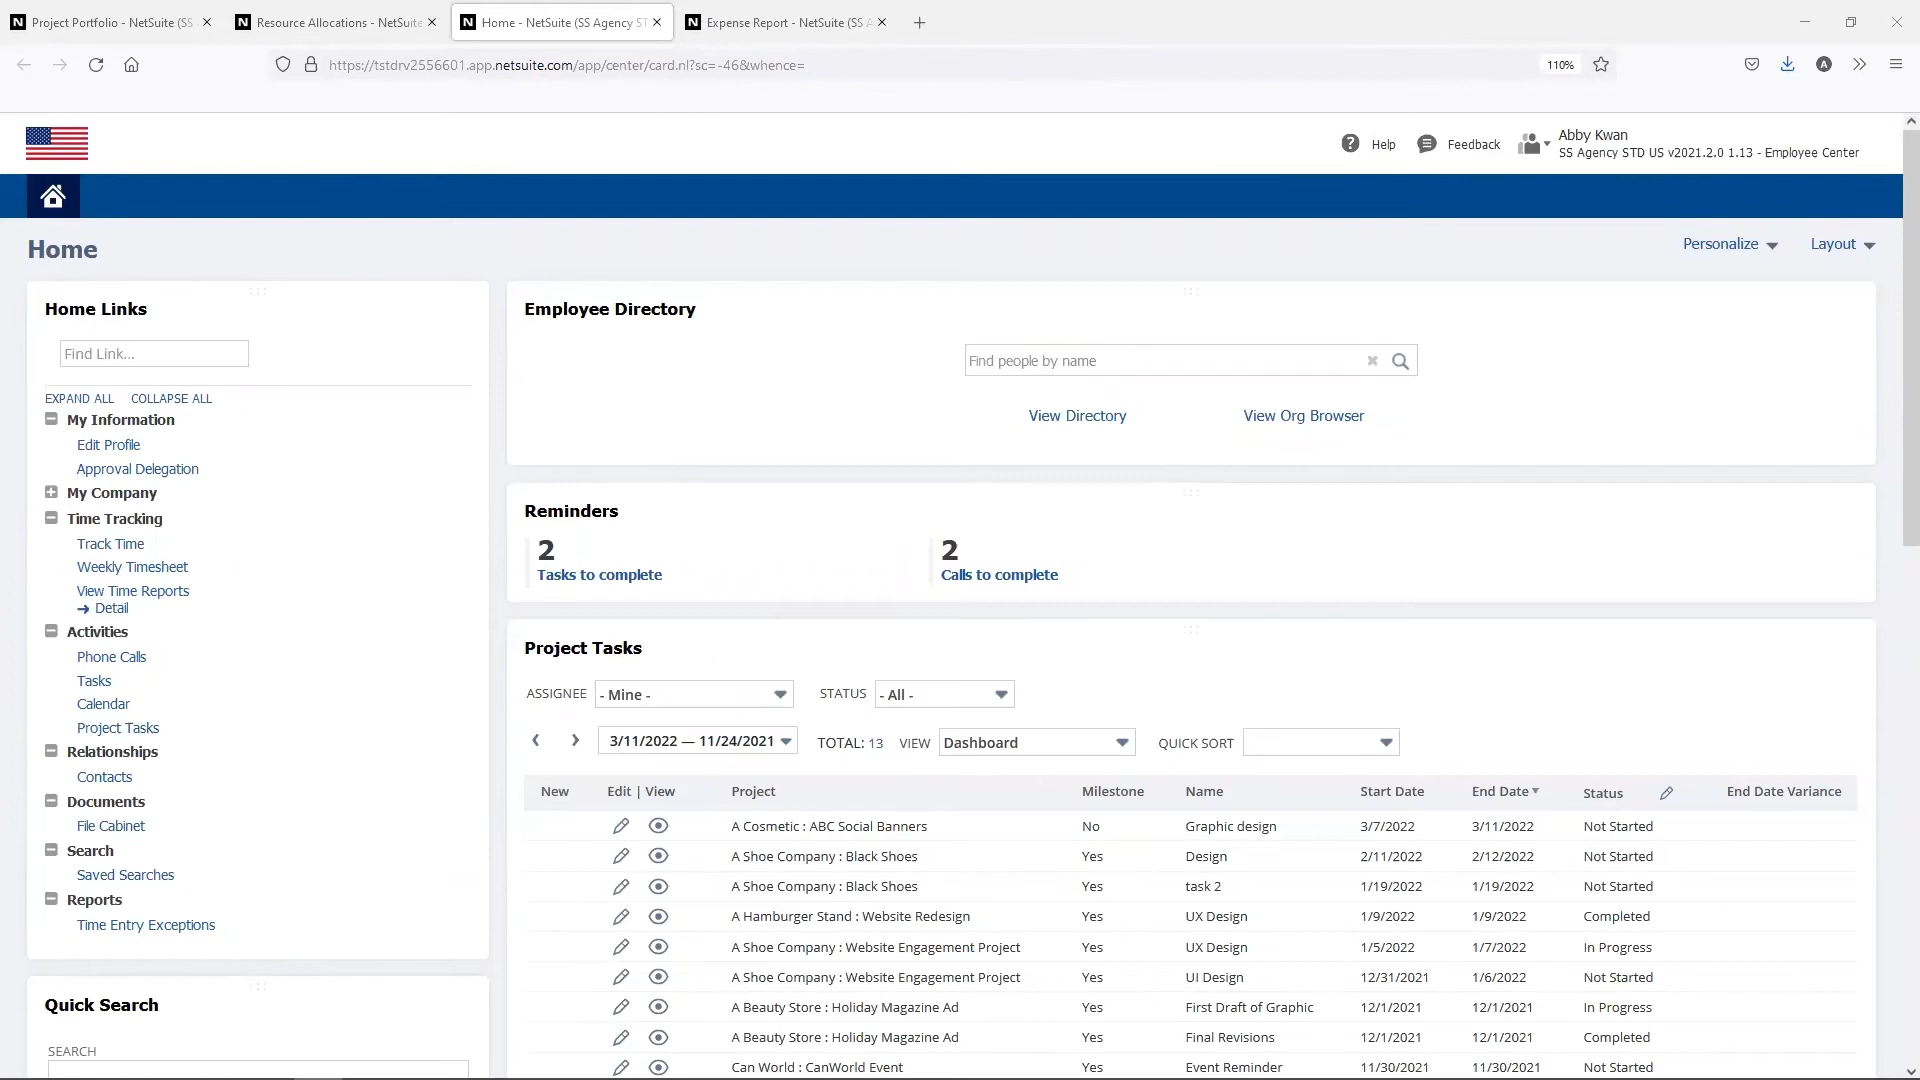 Project Portfolio - NetSuite (SS
Resource Allocations - NetSuite
Home - NetSuite (SS Agency ST
Expense Report - NetSuite (SS A
https://tstdrv2556601.app.netsuite.com/app/center/card.nl?sc=-46&whence=
110%
A
Help
Feedback
Abby Kwan
SS Agency STD US v2021.2.0 1.13 - Employee Center
Home
Personalize
Layout
Home Links
Find Link...
EXPAND ALL COLLAPSE ALL
My Information
Edit Profile
Approval Delegation
My Company
Time Tracking
Track Time
Weekly Timesheet
View Time Reports
Detail
Activities
Phone Calls
Tasks
Calendar
Project Tasks
Relationships
Contacts
Documents
File Cabinet
Search
Saved Searches
Reports
Time Entry Exceptions
Quick Search
SEARCH
Employee Directory
Find people by name
View Directory View Org Browser
Reminders
2
Tasks to complete
2
Calls to complete
Project Tasks
ASSIGNEE - Mine - STATUS - All -
3/11/2022 — 11/24/2021 TOTAL: 13 VIEW Dashboard QUICK SORT
New Edit | View Project Milestone Name Start Date End Date Status End Date Variance
A Cosmetic : ABC Social Banners No Graphic design 3/7/2022 3/11/2022 Not Started
A Shoe Company : Black Shoes Yes Design 2/11/2022 2/12/2022 Not Started
A Shoe Company : Black Shoes Yes task 2 1/19/2022 1/19/2022 Not Started
A Hamburger Stand : Website Redesign Yes UX Design 1/9/2022 1/9/2022 Completed
A Shoe Company : Website Engagement Project Yes UX Design 1/5/2022 1/7/2022 In Progress
A Shoe Company : Website Engagement Project Yes UI Design 12/31/2021 1/6/2022 Not Started
A Beauty Store : Holiday Magazine Ad Yes First Draft of Graphic 12/1/2021 12/1/2021 In Progress
A Beauty Store : Holiday Magazine Ad Yes Final Revisions 12/1/2021 12/1/2021 Completed
Can World : CanWorld Event Yes Event Reminder 11/30/2021 11/30/2021 Not Started